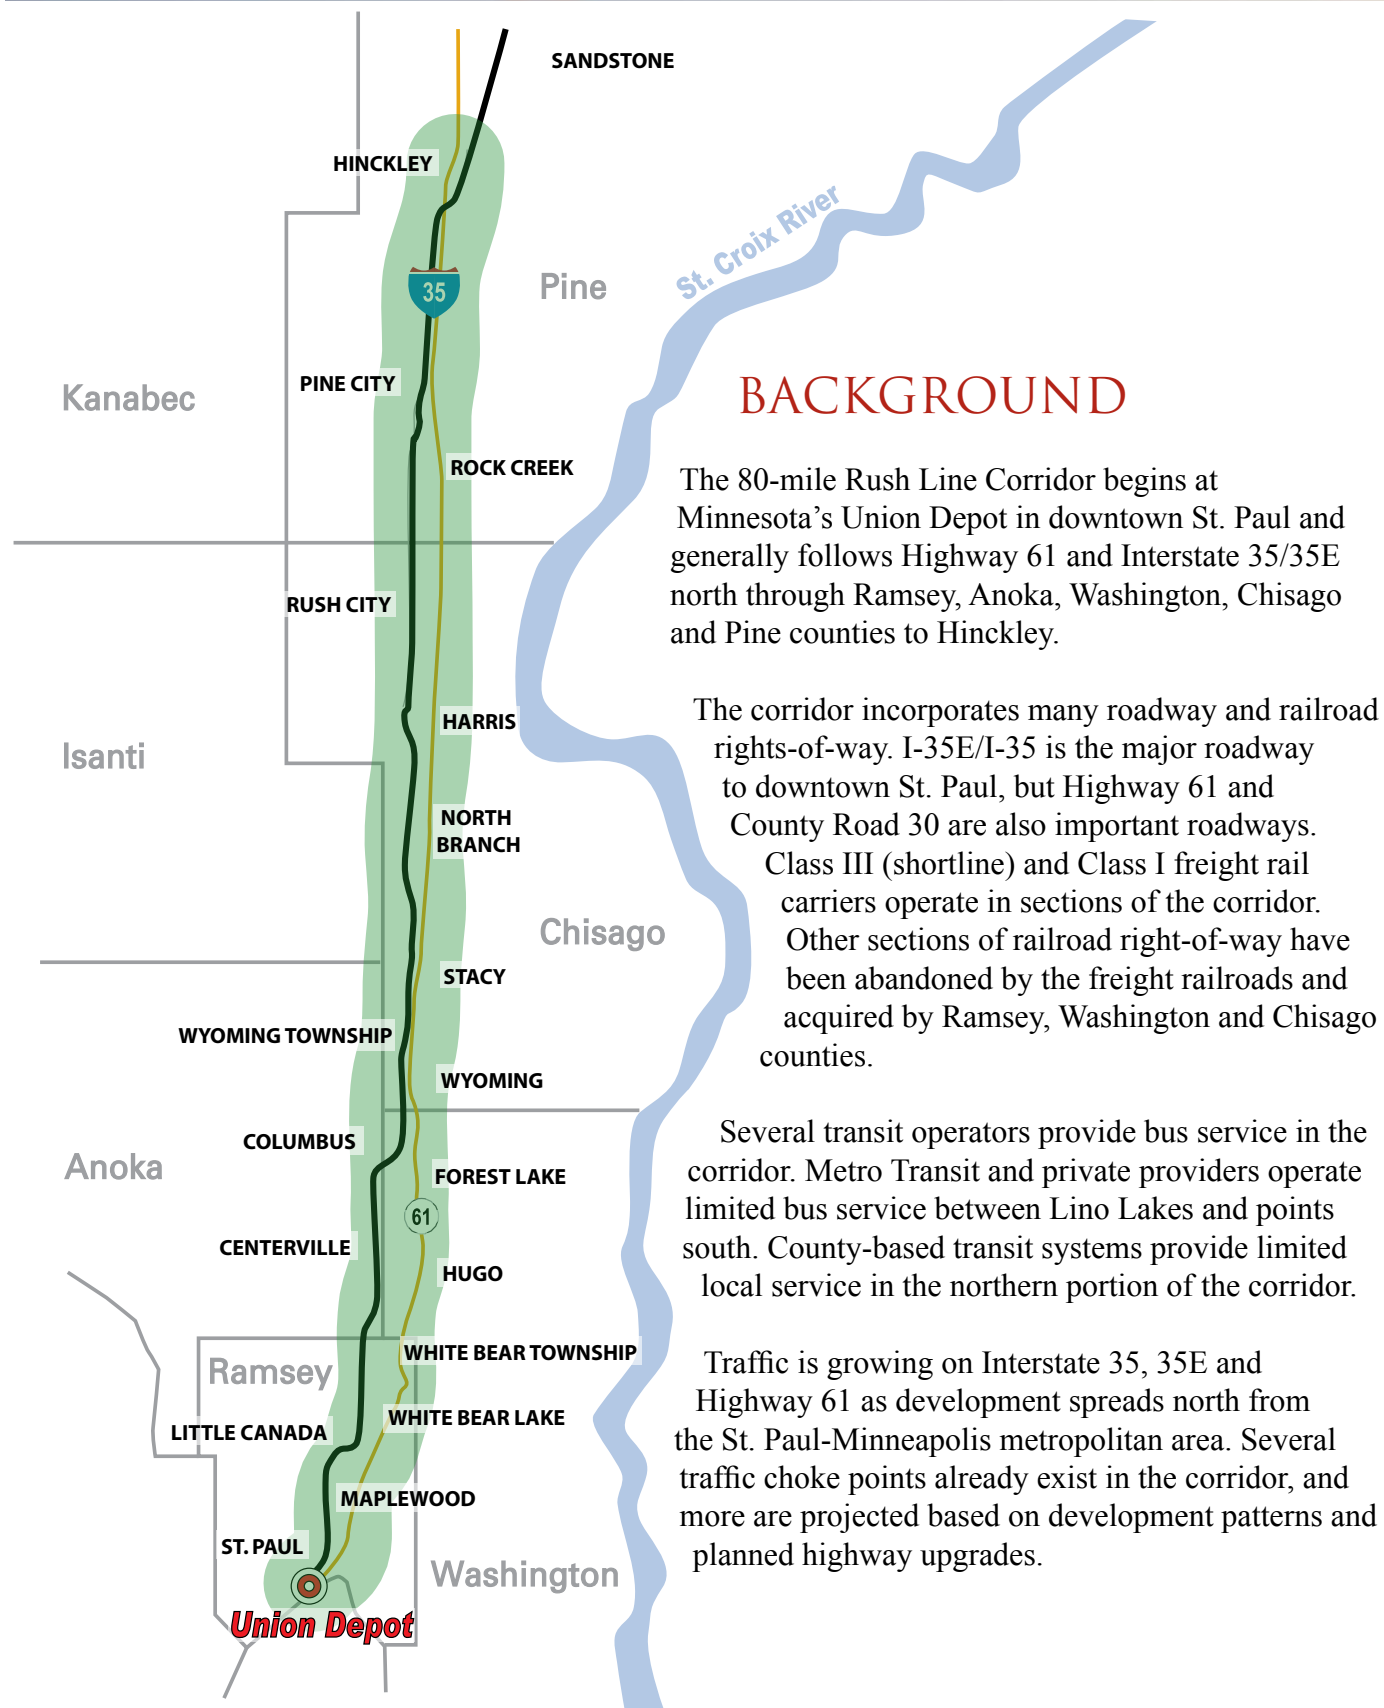 SANDSTONE
HINCKLEY
St. Croix River
Pine
35
PINE CITY
Kanabec
ROCK CREEK
RUSH CITY
HARRIS
Isanti
NORTH
BRANCH
Chisago
STACY
WYOMING TOWNSHIP
WYOMING
COLUMBUS
Anoka
FOREST LAKE
61
CENTERVILLE
HUGO
WHITE BEAR TOWNSHIP
Ramsey
WHITE BEAR LAKE
LITTLE CANADA
MAPLEWOOD
ST. PAUL
Washington
Union Depot
BACKGROUND
The 80-mile Rush Line Corridor begins at
Minnesota’s Union Depot in downtown St. Paul and
generally follows Highway 61 and Interstate 35/35E
north through Ramsey, Anoka, Washington, Chisago
and Pine counties to Hinckley.
The corridor incorporates many roadway and railroad
rights-of-way. I-35E/I-35 is the major roadway
to downtown St. Paul, but Highway 61 and
County Road 30 are also important roadways.
Class III (shortline) and Class I freight rail
carriers operate in sections of the corridor.
Other sections of railroad right-of-way have
been abandoned by the freight railroads and
acquired by Ramsey, Washington and Chisago
counties.
Several transit operators provide bus service in the
corridor. Metro Transit and private providers operate
limited bus service between Lino Lakes and points
south. County-based transit systems provide limited
local service in the northern portion of the corridor.
Traffic is growing on Interstate 35, 35E and
Highway 61 as development spreads north from
the St. Paul-Minneapolis metropolitan area. Several
traffic choke points already exist in the corridor, and
more are projected based on development patterns and
planned highway upgrades.